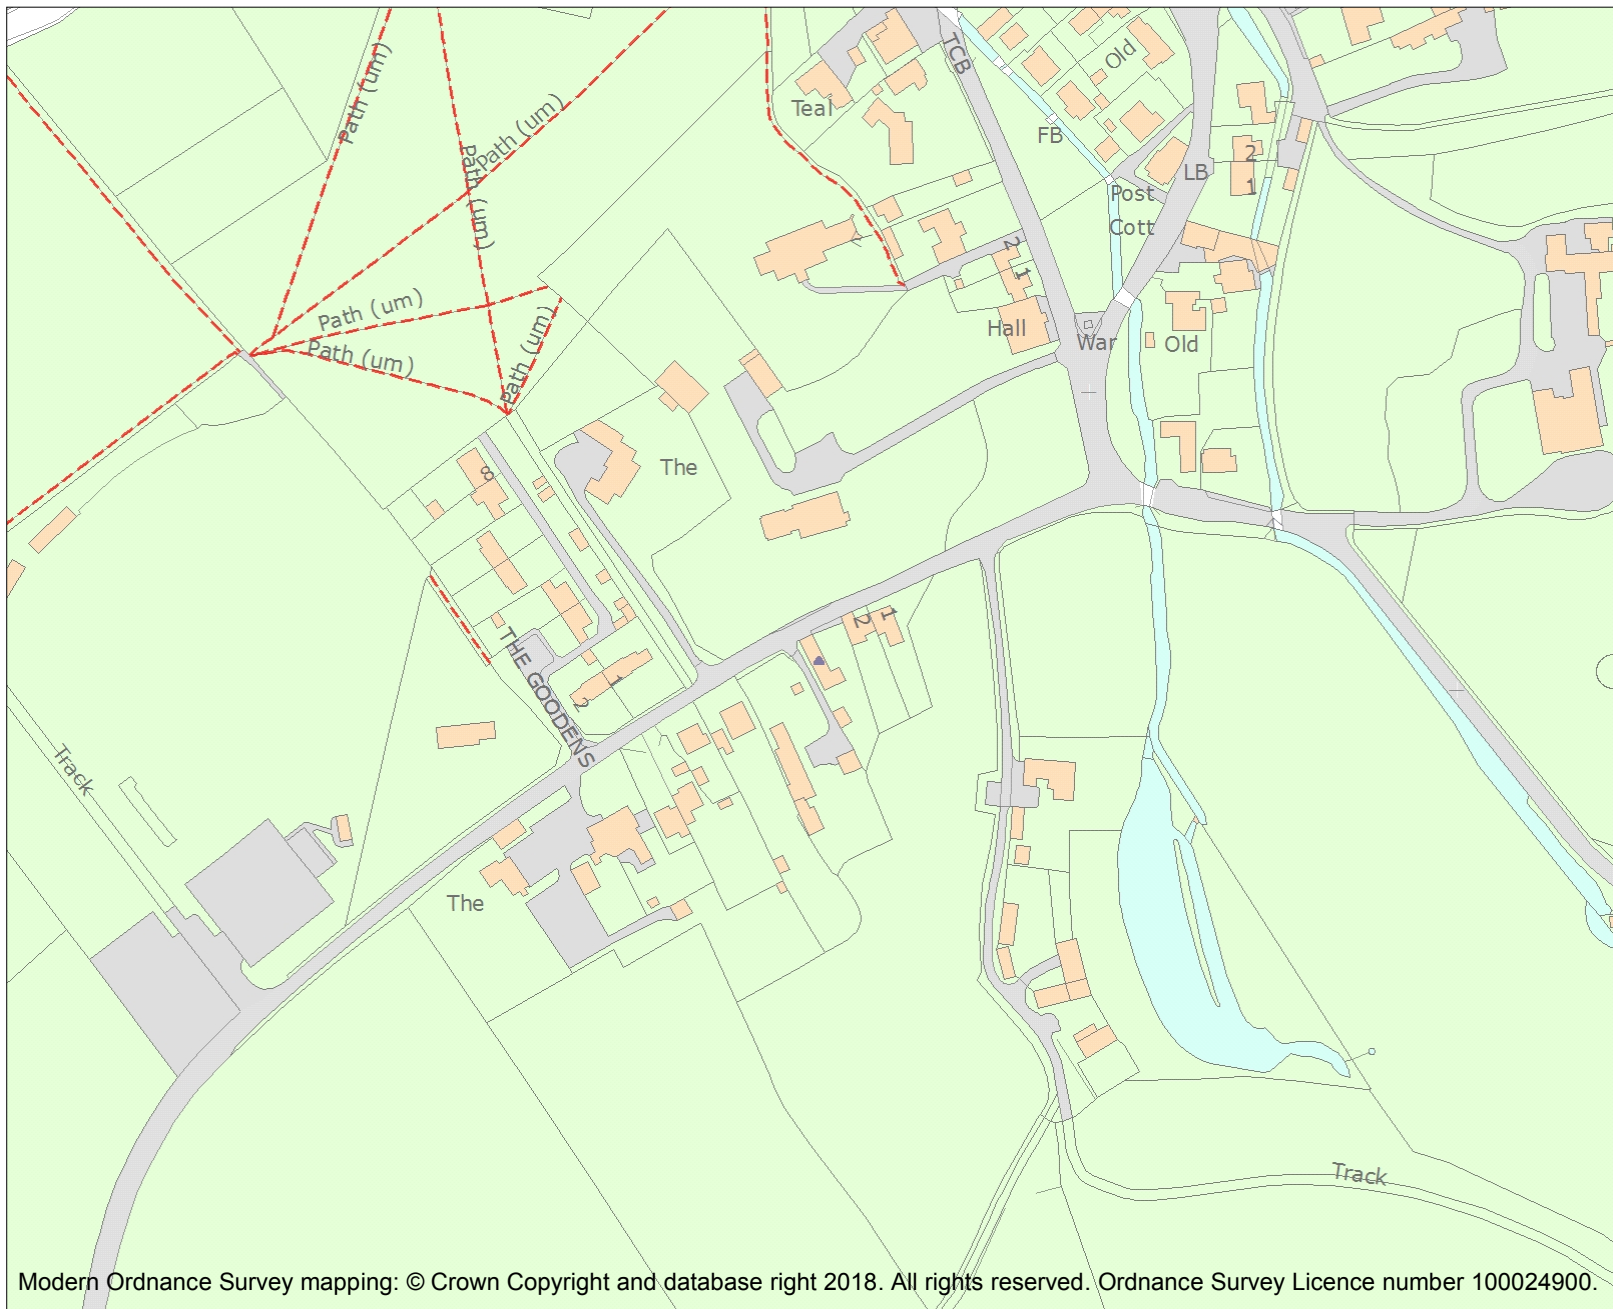 TCB
Old
Path (um)
Path (um)
Path (um)
Teal
FB
2
LB
1
Post
Cott
2
1
Path (um)
Path (um)
Path (um)
Hall
War
Old
The
8
1
2
THE GOODENS
1
2
Track
The
Track
Modern Ordnance Survey mapping: © Crown Copyright and database right 2018. All rights reserved. Ordnance Survey Licence number 100024900.